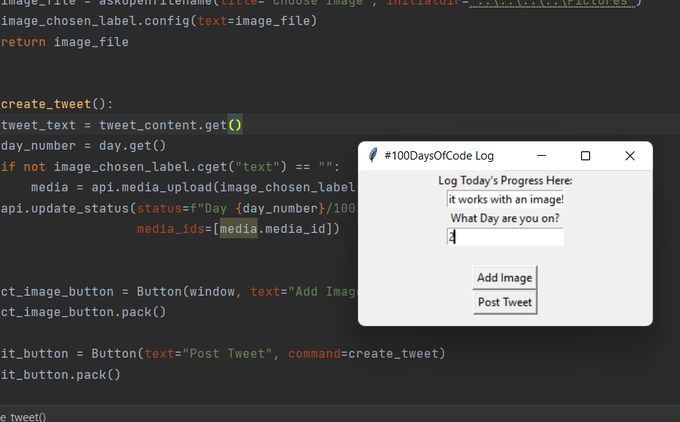 image_file = askopenfilename(title="Choose Image", initialdir="..\..\..\..\Pictures")
image_chosen_label.config(text=image_file)
return image_file
create_tweet():
tweet_text = tweet_content.get()
day_number = day.get()
if not image_chosen_label.cget("text") == "":
media = api.media_upload(image_chosen_label
api.update_status(status=f"Day {day_number}/100
media_ids=[media.media_id])
ct_image_button = Button(window, text="Add Imag
ct_image_button.pack()
it_button = Button(text="Post Tweet", command=create_tweet)
it_button.pack()
e_tweet()
#100DaysOfCode Log
Log Today's Progress Here:
it works with an image!
What Day are you on?
2
Add Image
Post Tweet